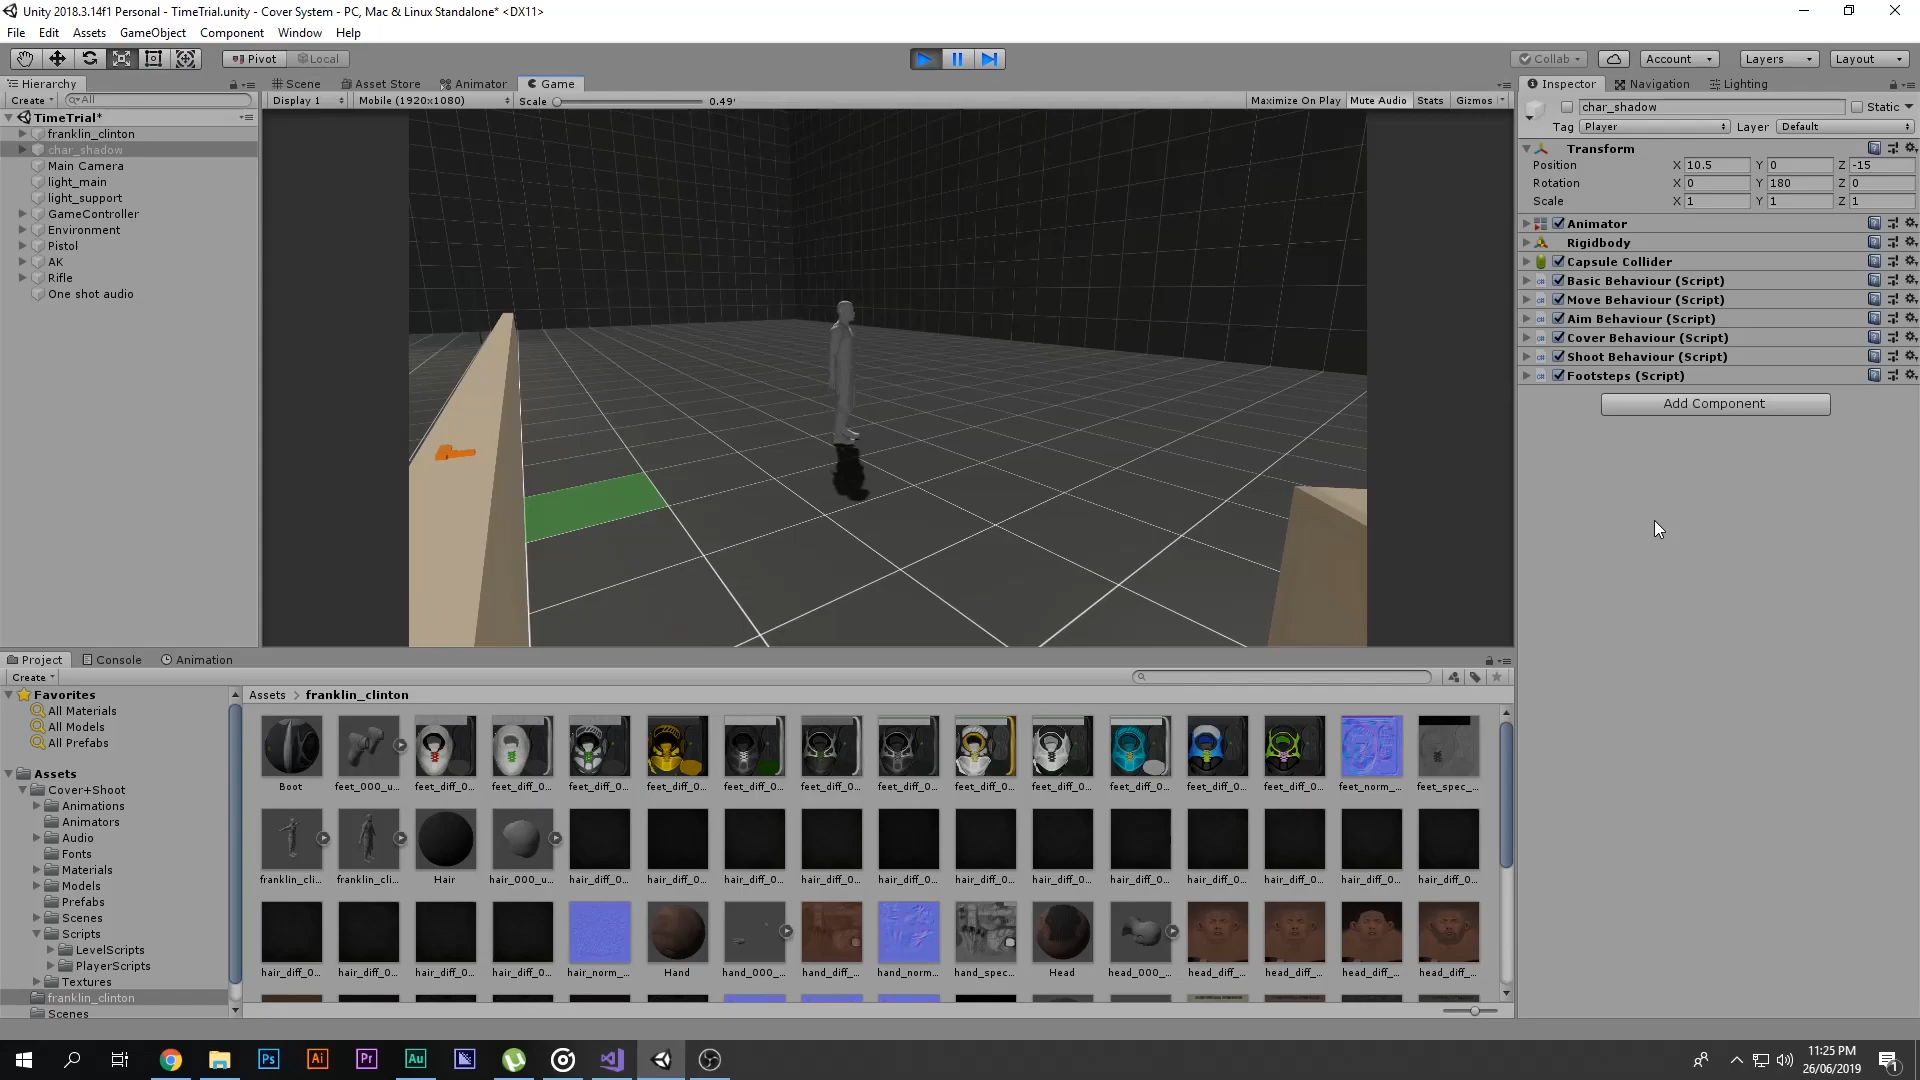 Unity 2018.3.14f1 Personal - TimeTrial.unity - Cover System - PC, Mac & Linux Standalone* <DX11>
File Edit Assets GameObject Component Window Help
Pivot Local Collab Account Layers Layout
Hierarchy Scene Asset Store Animator Game Inspector Navigation Lighting
Create All Display 1 Mobile (1920x1080) Scale 0.49 Maximize On Play Mute Audio Stats Gizmos
char_shadow Static
Tag Player Layer Default
TimeTrial*
franklin_clinton
char_shadow
Main Camera
light_main
light_support
GameController
Environment
Pistol
AK
Rifle
One shot audio
Transform
Position X 10.5 Y 0 Z -15
Rotation X 0 Y 180 Z 0
Scale X 1 Y 1 Z 1
Animator
Rigidbody
Capsule Collider
Basic Behaviour (Script)
Move Behaviour (Script)
Aim Behaviour (Script)
Cover Behaviour (Script)
Shoot Behaviour (Script)
Footsteps (Script)
Add Component
Project Console Animation
Create
Favorites
All Materials
All Models
All Prefabs
Assets
Cover+Shoot
Animations
Animators
Audio
Fonts
Materials
Models
Prefabs
Scenes
Scripts
LevelScripts
PlayerScripts
Textures
franklin_clinton
Scenes
Assets > franklin_clinton
Boot feet_000_u... feet_diff_0... feet_diff_0... feet_diff_0... feet_diff_0... feet_diff_0... feet_diff_0... feet_diff_0... feet_diff_0... feet_diff_0... feet_diff_0... feet_diff_0... feet_diff_0... feet_norm_... feet_spec_...
franklin_cli... franklin_cli... Hair hair_000_u... hair_diff_0... hair_diff_0... hair_diff_0... hair_diff_0... hair_diff_0... hair_diff_0... hair_diff_0... hair_diff_0... hair_diff_0... hair_diff_0... hair_diff_0... hair_diff_0...
hair_diff_0... hair_diff_0... hair_diff_0... hair_diff_0... hair_norm_... Hand hand_000_... hand_diff_... hand_norm... hand_spec... Head head_000_... head_diff_... head_diff_... head_diff_... head_diff_...
Ps Ai Pr Au
11:25 PM
26/06/2019
1